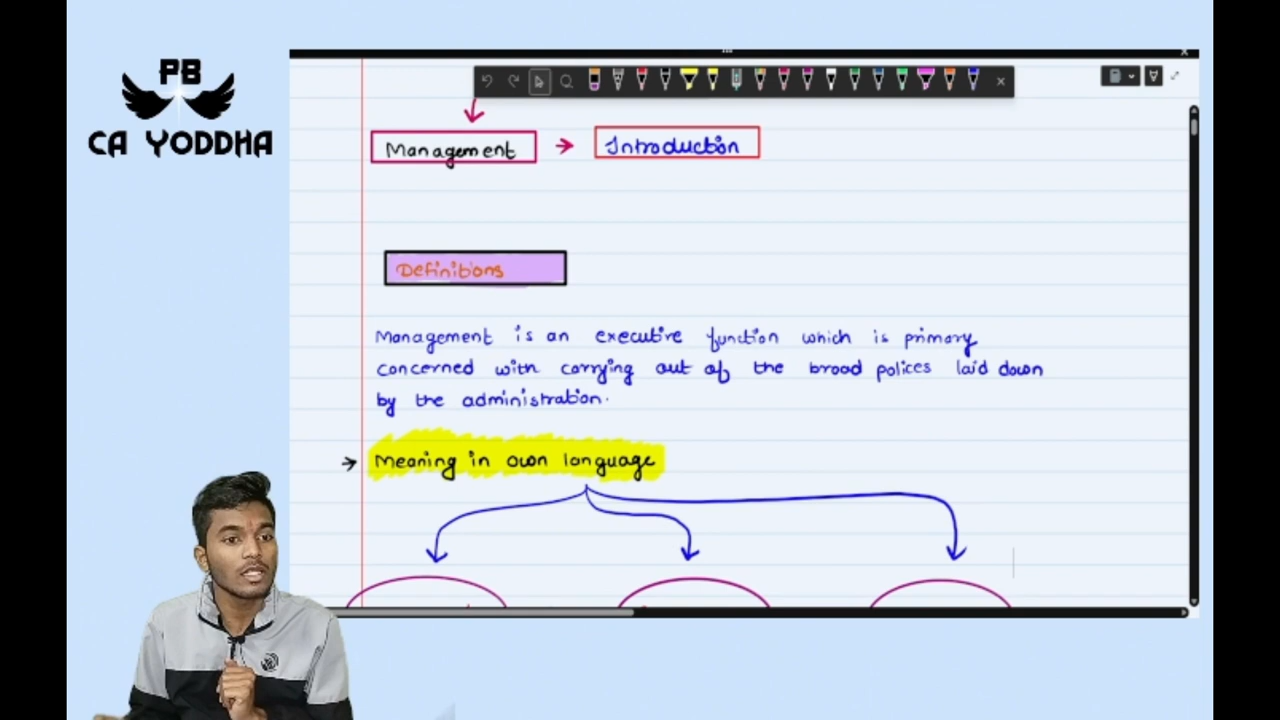 PB
CA YODDHA
Management
Introduction
Definitions
Management is an executive function which is primary
concerned with carrying out of the broad polices laid down
by the administration.
Meaning in own language